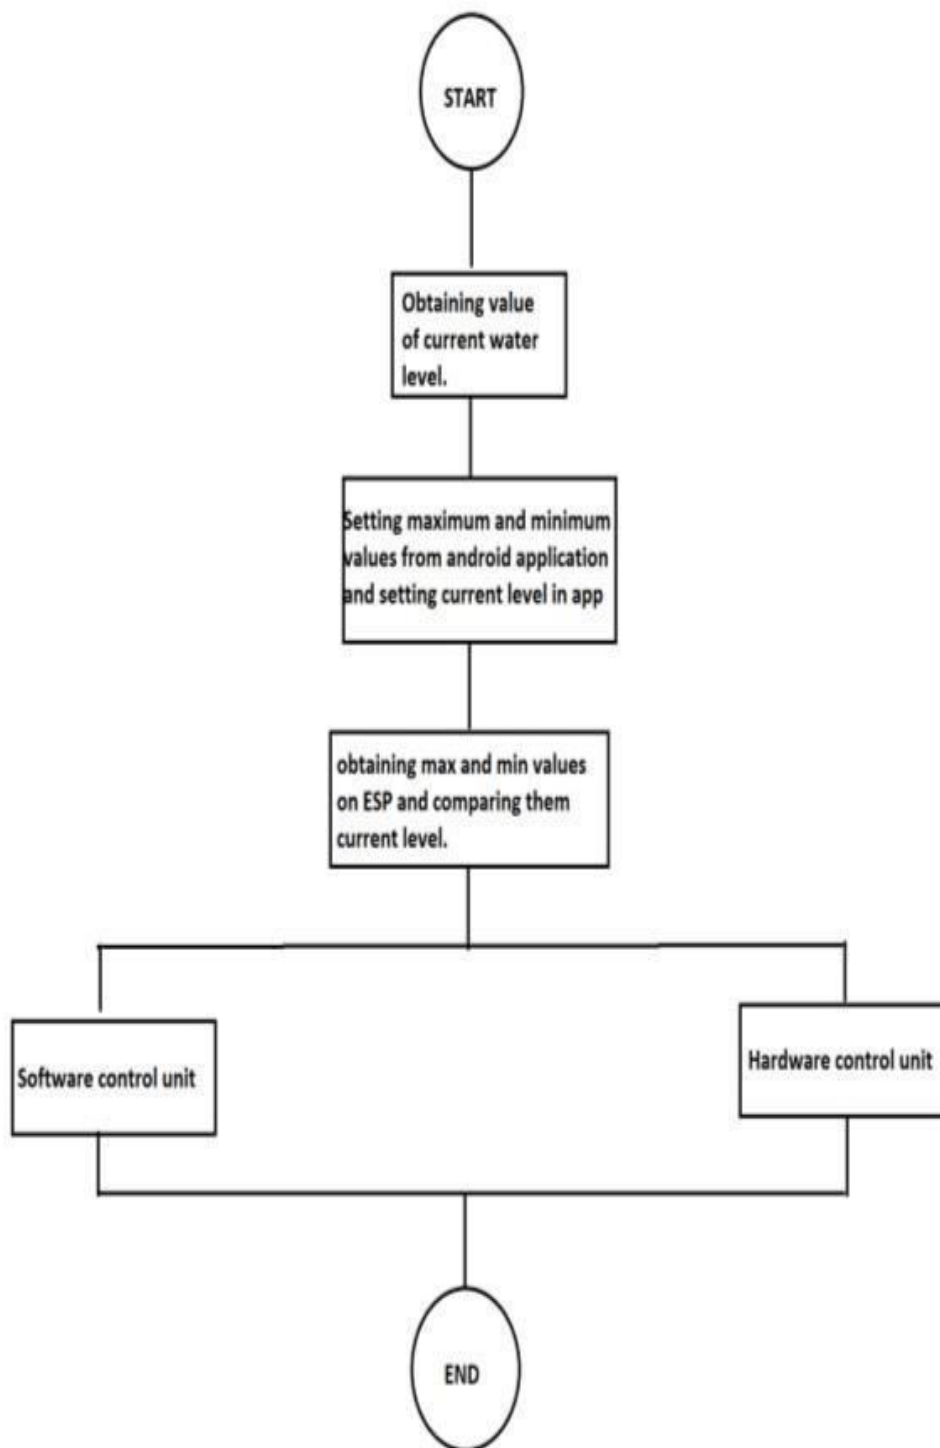 START
Obtaining value
of current water
level.
Setting maximum and minimum
values from android application
and setting current level in app
obtaining max and min values
on ESP and comparing them
current level.
Software control unit
Hardware control unit
END